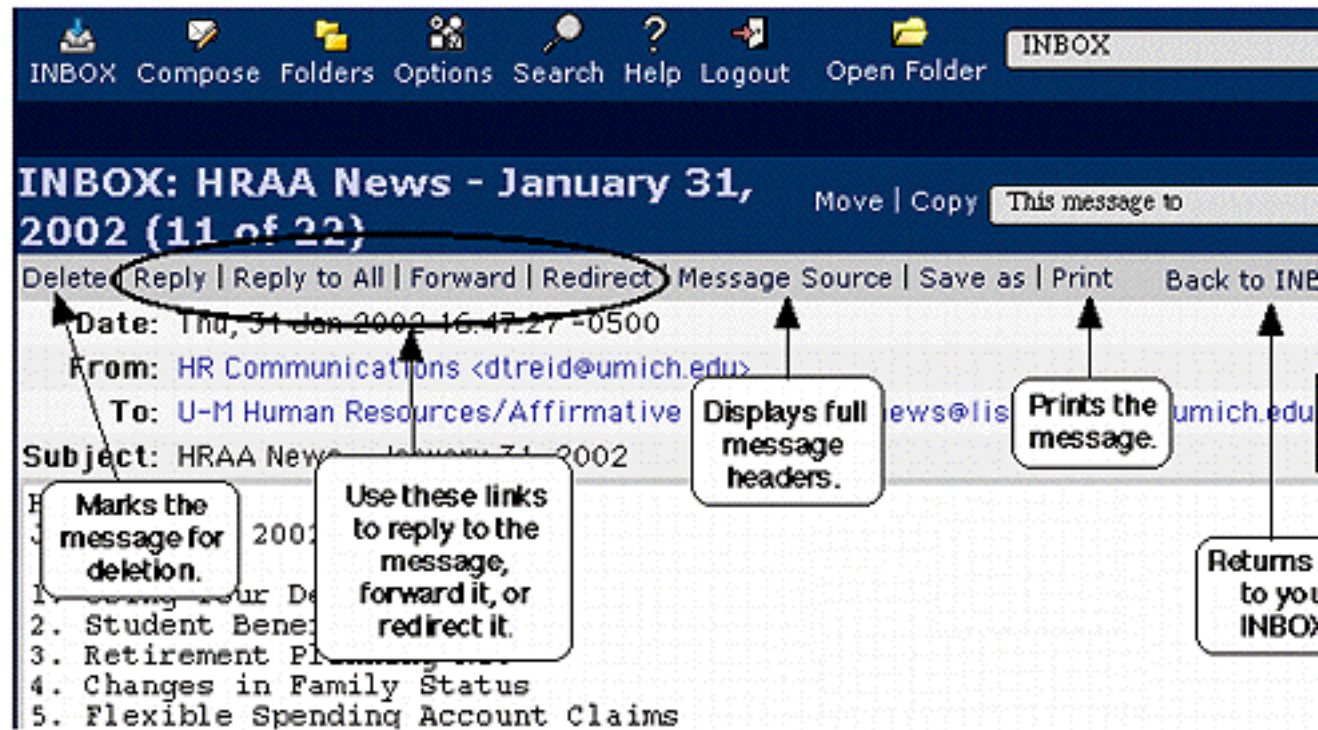 INBOX Compose Folders Options Search Help Logout Open Folder INBOX
INBOX: HRAA News - January 31,
2002 (11 of 22)
Move | Copy This message to
Delete Reply | Reply to All | Forward | Redirect | Message Source | Save as | Print Back to
Date: Thu, 31 Jan 2002 16:47:27 -0500
From: HR Communications <dtreid@umich.edu>
To: U-M Human Resources/Affirmative umich.edu
Subject: HRAA News January 31, 2002
Marks the
message for
deletion.
Use these links
to reply to the
message,
forward it, or
redirect it.
Displays full
message
headers.
Prints the
message.
Returns
to
INBOX
2. Student
3. Retirement
4. Changes in Family Status
5. Flexible Spending Account Claims